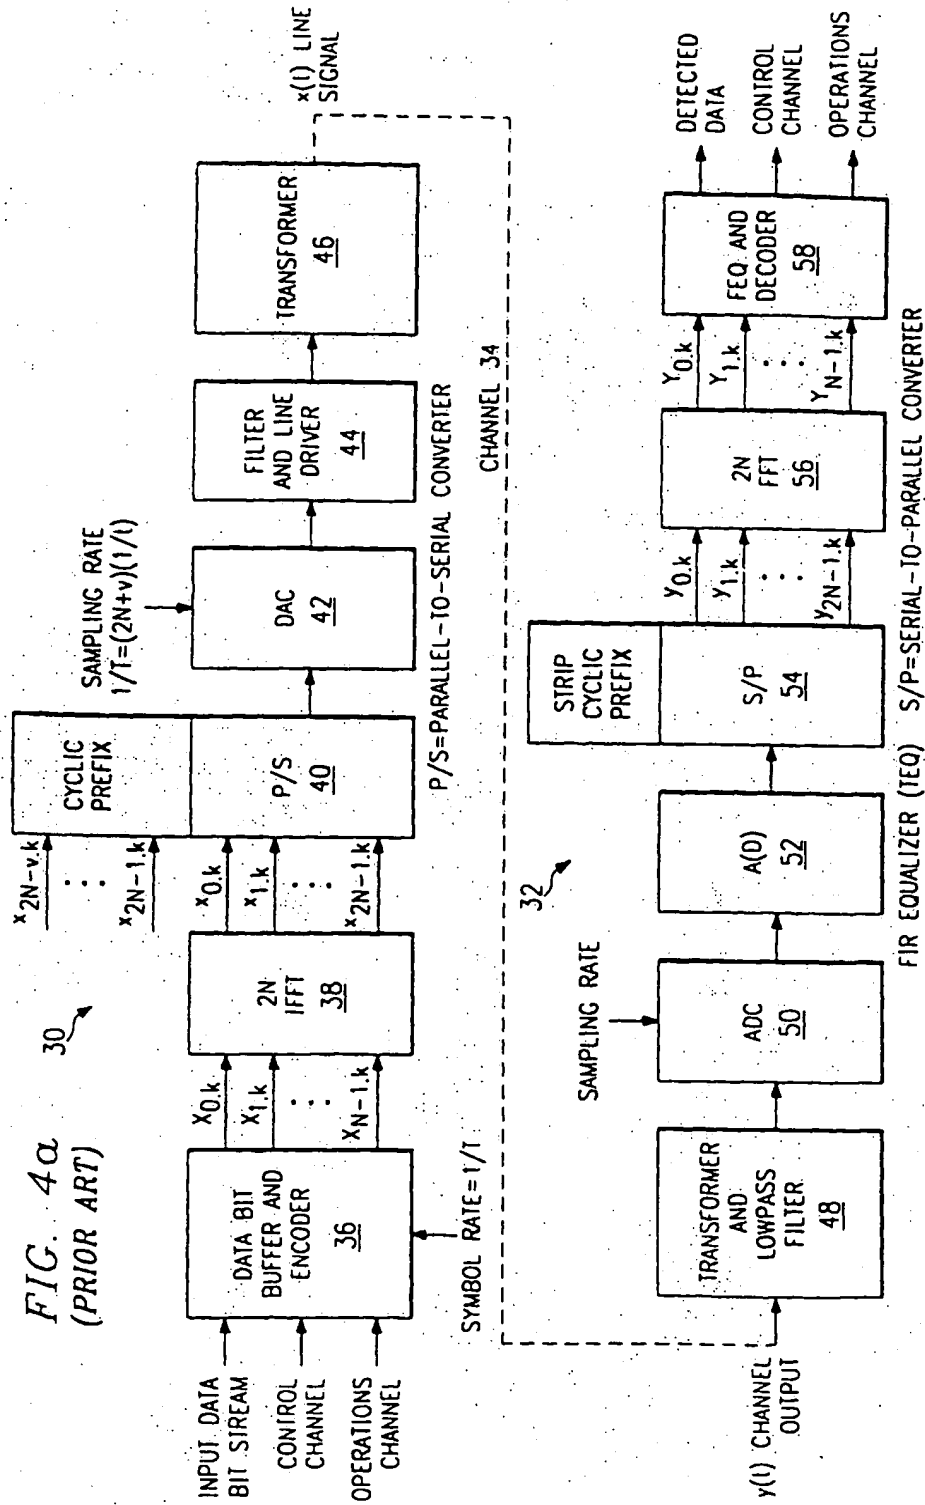 FIG. 4a
(PRIOR ART)
30
INPUT DATA
BIT STREAM
CONTROL
CHANNEL
OPERATIONS
CHANNEL
DATA BIT
BUFFER AND
ENCODER
36
SYMBOL RATE=1/T
X0.k
X1.k
XN-1.k
2N
IFFT
38
x2N-v.k
x2N-1.k
x0.k
x1.k
x2N-1.k
CYCLIC
PREFIX
P/S
40
P/S=PARALLEL-TO-SERIAL CONVERTER
SAMPLING RATE
1/T=(2N+v)(1/t)
DAC
42
FILTER
AND LINE
DRIVER
44
TRANSFORMER
46
x(t) LINE
SIGNAL
CHANNEL 34
32
y(t) CHANNEL
OUTPUT
TRANSFORMER
AND
LOWPASS
FILTER
48
SAMPLING RATE
ADC
50
A(D)
52
FIR EQUALIZER (TEQ)
STRIP
CYCLIC
PREFIX
S/P
54
S/P=SERIAL-TO-PARALLEL CONVERTER
y0.k
y1.k
y2N-1.k
2N
FFT
56
Y0.k
Y1.k
YN-1.k
FEQ AND
DECODER
58
DETECTED
DATA
CONTROL
CHANNEL
OPERATIONS
CHANNEL